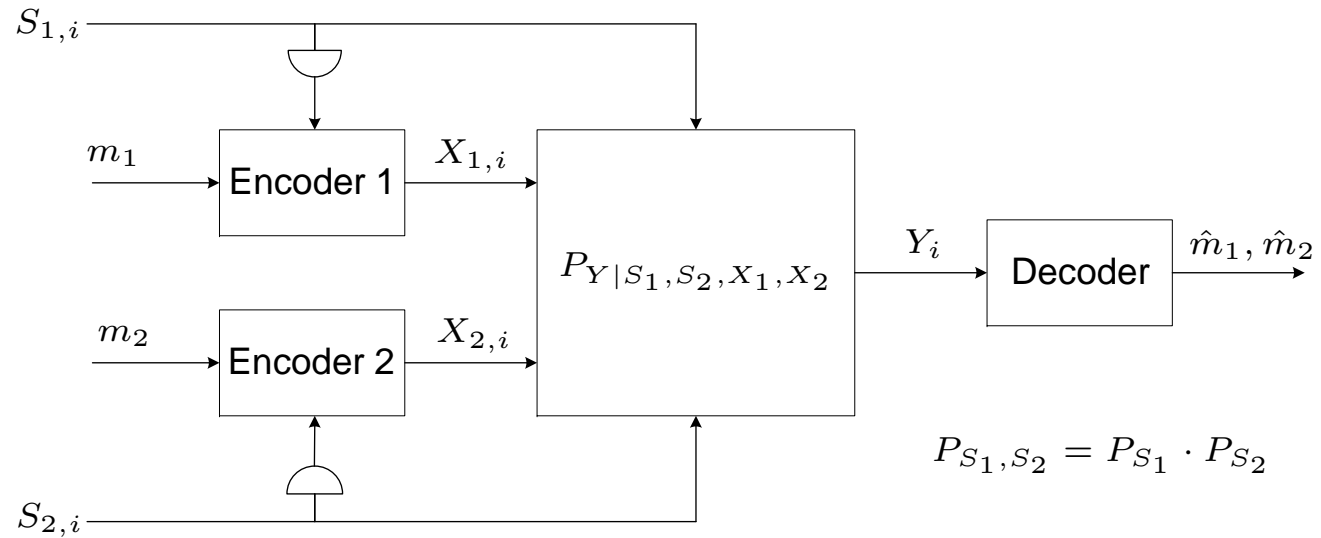 S_{1,i}
m_1
Encoder 1
X_{1,i}
P_{Y|S_1,S_2,X_1,X_2}
Y_i
Decoder
\hat{m}_1, \hat{m}_2
m_2
Encoder 2
X_{2,i}
P_{S_1,S_2} = P_{S_1} · P_{S_2}
S_{2,i}